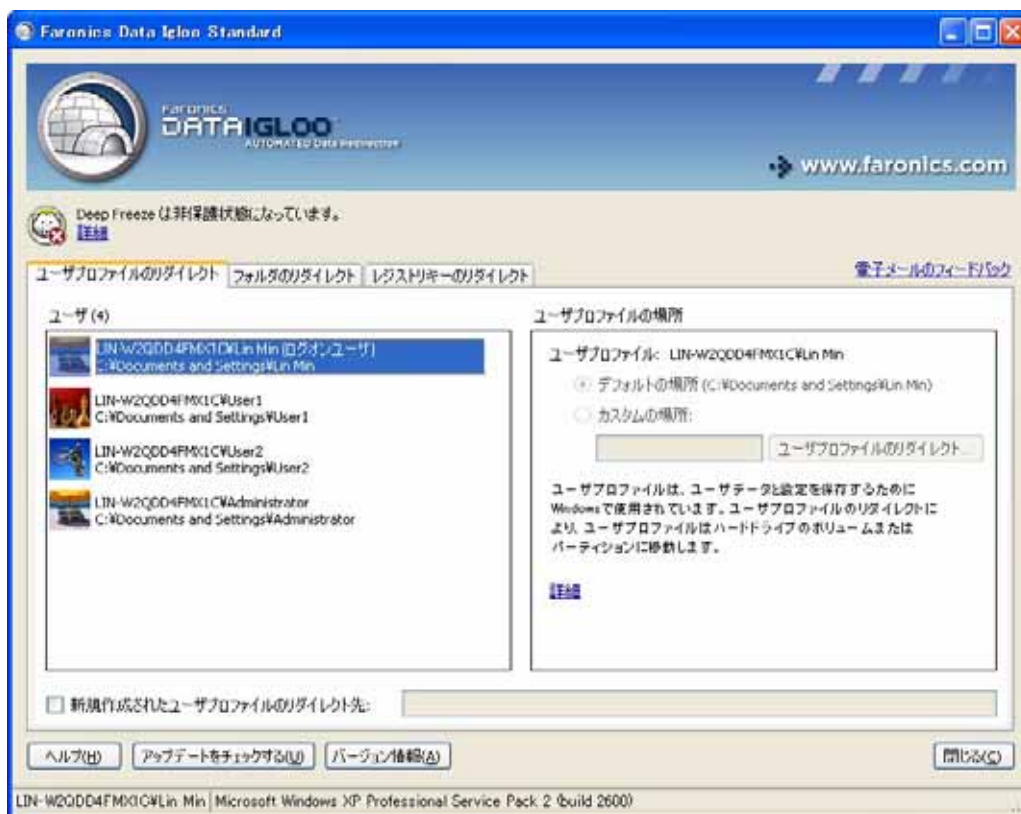 Faronics Data Igloo Standard
Faronics
DATA IGLOO
AUTOMATED Data Redirection
www.faronics.com
Deep Freeze は非保護状態になっています。
詳細
ユーザプロファイルのリダイレクト フォルダのリダイレクト レジストリキーのリダイレクト
電子メールのフィードバック
ユーザ (4)
LIN-W2QDD4FMX1C¥Lin Min (ログオンユーザ)
C:¥Documents and Settings¥Lin Min
LIN-W2QDD4FMX1C¥User1
C:¥Documents and Settings¥User1
LIN-W2QDD4FMX1C¥User2
C:¥Documents and Settings¥User2
LIN-W2QDD4FMX1C¥Administrator
C:¥Documents and Settings¥Administrator
ユーザプロファイルの場所
ユーザプロファイル: LIN-W2QDD4FMX1C¥Lin Min
デフォルトの場所 (C:¥Documents and Settings¥Lin Min)
カスタムの場所:
ユーザプロファイルのリダイレクト...
ユーザプロファイルは、ユーザデータと設定を保存するために
Windowsで使用されています。ユーザプロファイルのリダイレクトに
より、ユーザプロファイルはハードドライブのボリュームまたは
パーティションに移動します。
詳細
新規作成されたユーザプロファイルのリダイレクト先:
ヘルプ(H) アップデートをチェックする(U) バージョン情報(A) 閉じる(C)
LIN-W2QDD4FMX1C¥Lin Min Microsoft Windows XP Professional Service Pack 2 (build 2600)